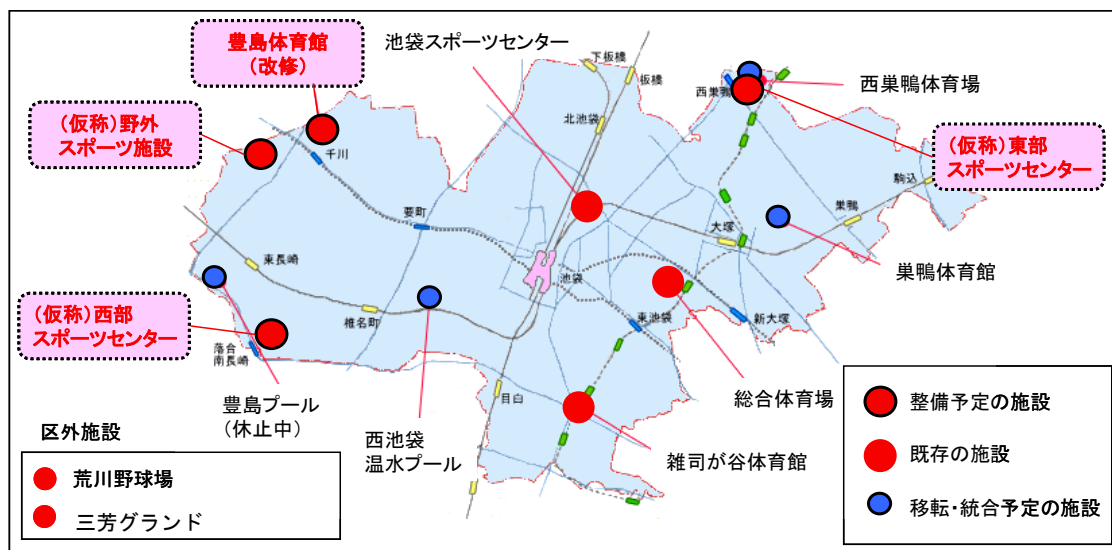 豊島体育館
(改修)
池袋スポーツセンター
下板橋
板橋
西巣鴨
西巣鴨体育場
(仮称)野外
スポーツ施設
北池袋
(仮称)東部
スポーツセンター
千川
駒込
要町
巣鴨
大塚
東長崎
池袋
巣鴨体育館
(仮称)西部
スポーツセンター
椎名町
東池袋
新大塚
落合
南長崎
目白
総合体育場
豊島プール
(休止中)
西池袋
温水プール
雑司が谷体育館
区外施設
荒川野球場
三芳グランド
整備予定の施設
既存の施設
移転・統合予定の施設